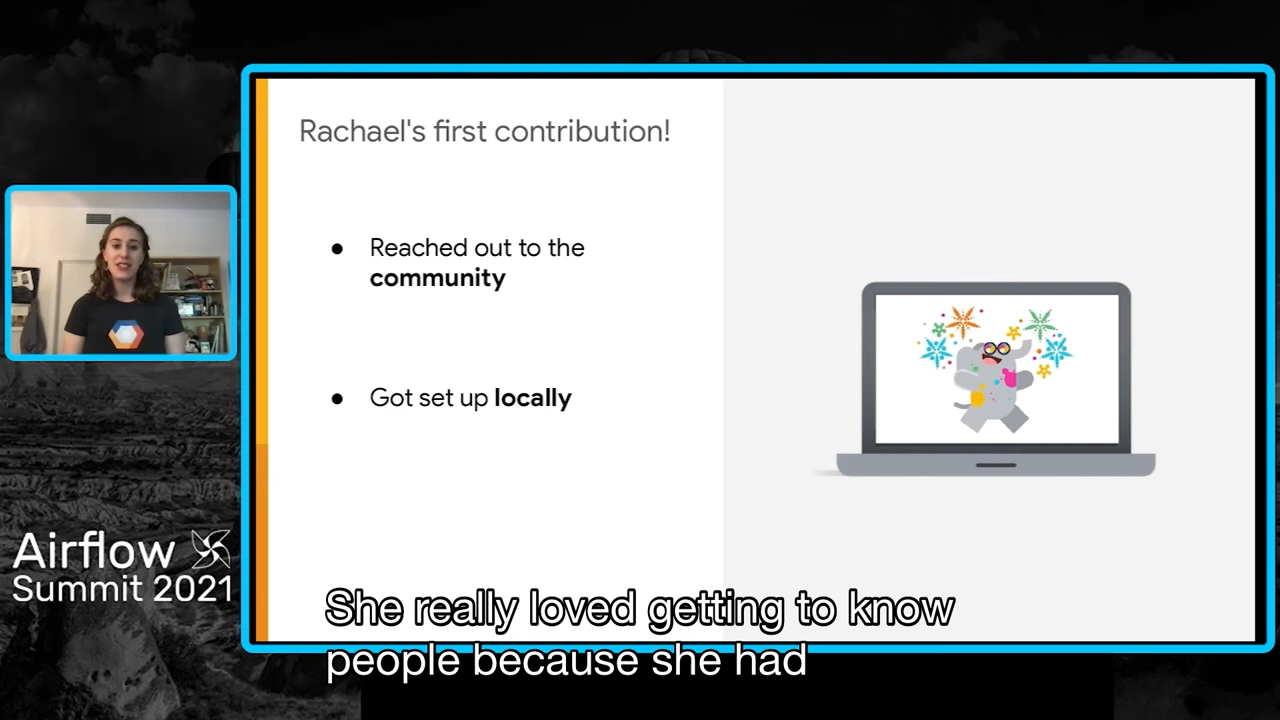 Rachael's first contribution!
● Reached out to the
community
● Got set up locally
Airflow
Summit 2021
She really loved getting to know
people because she had